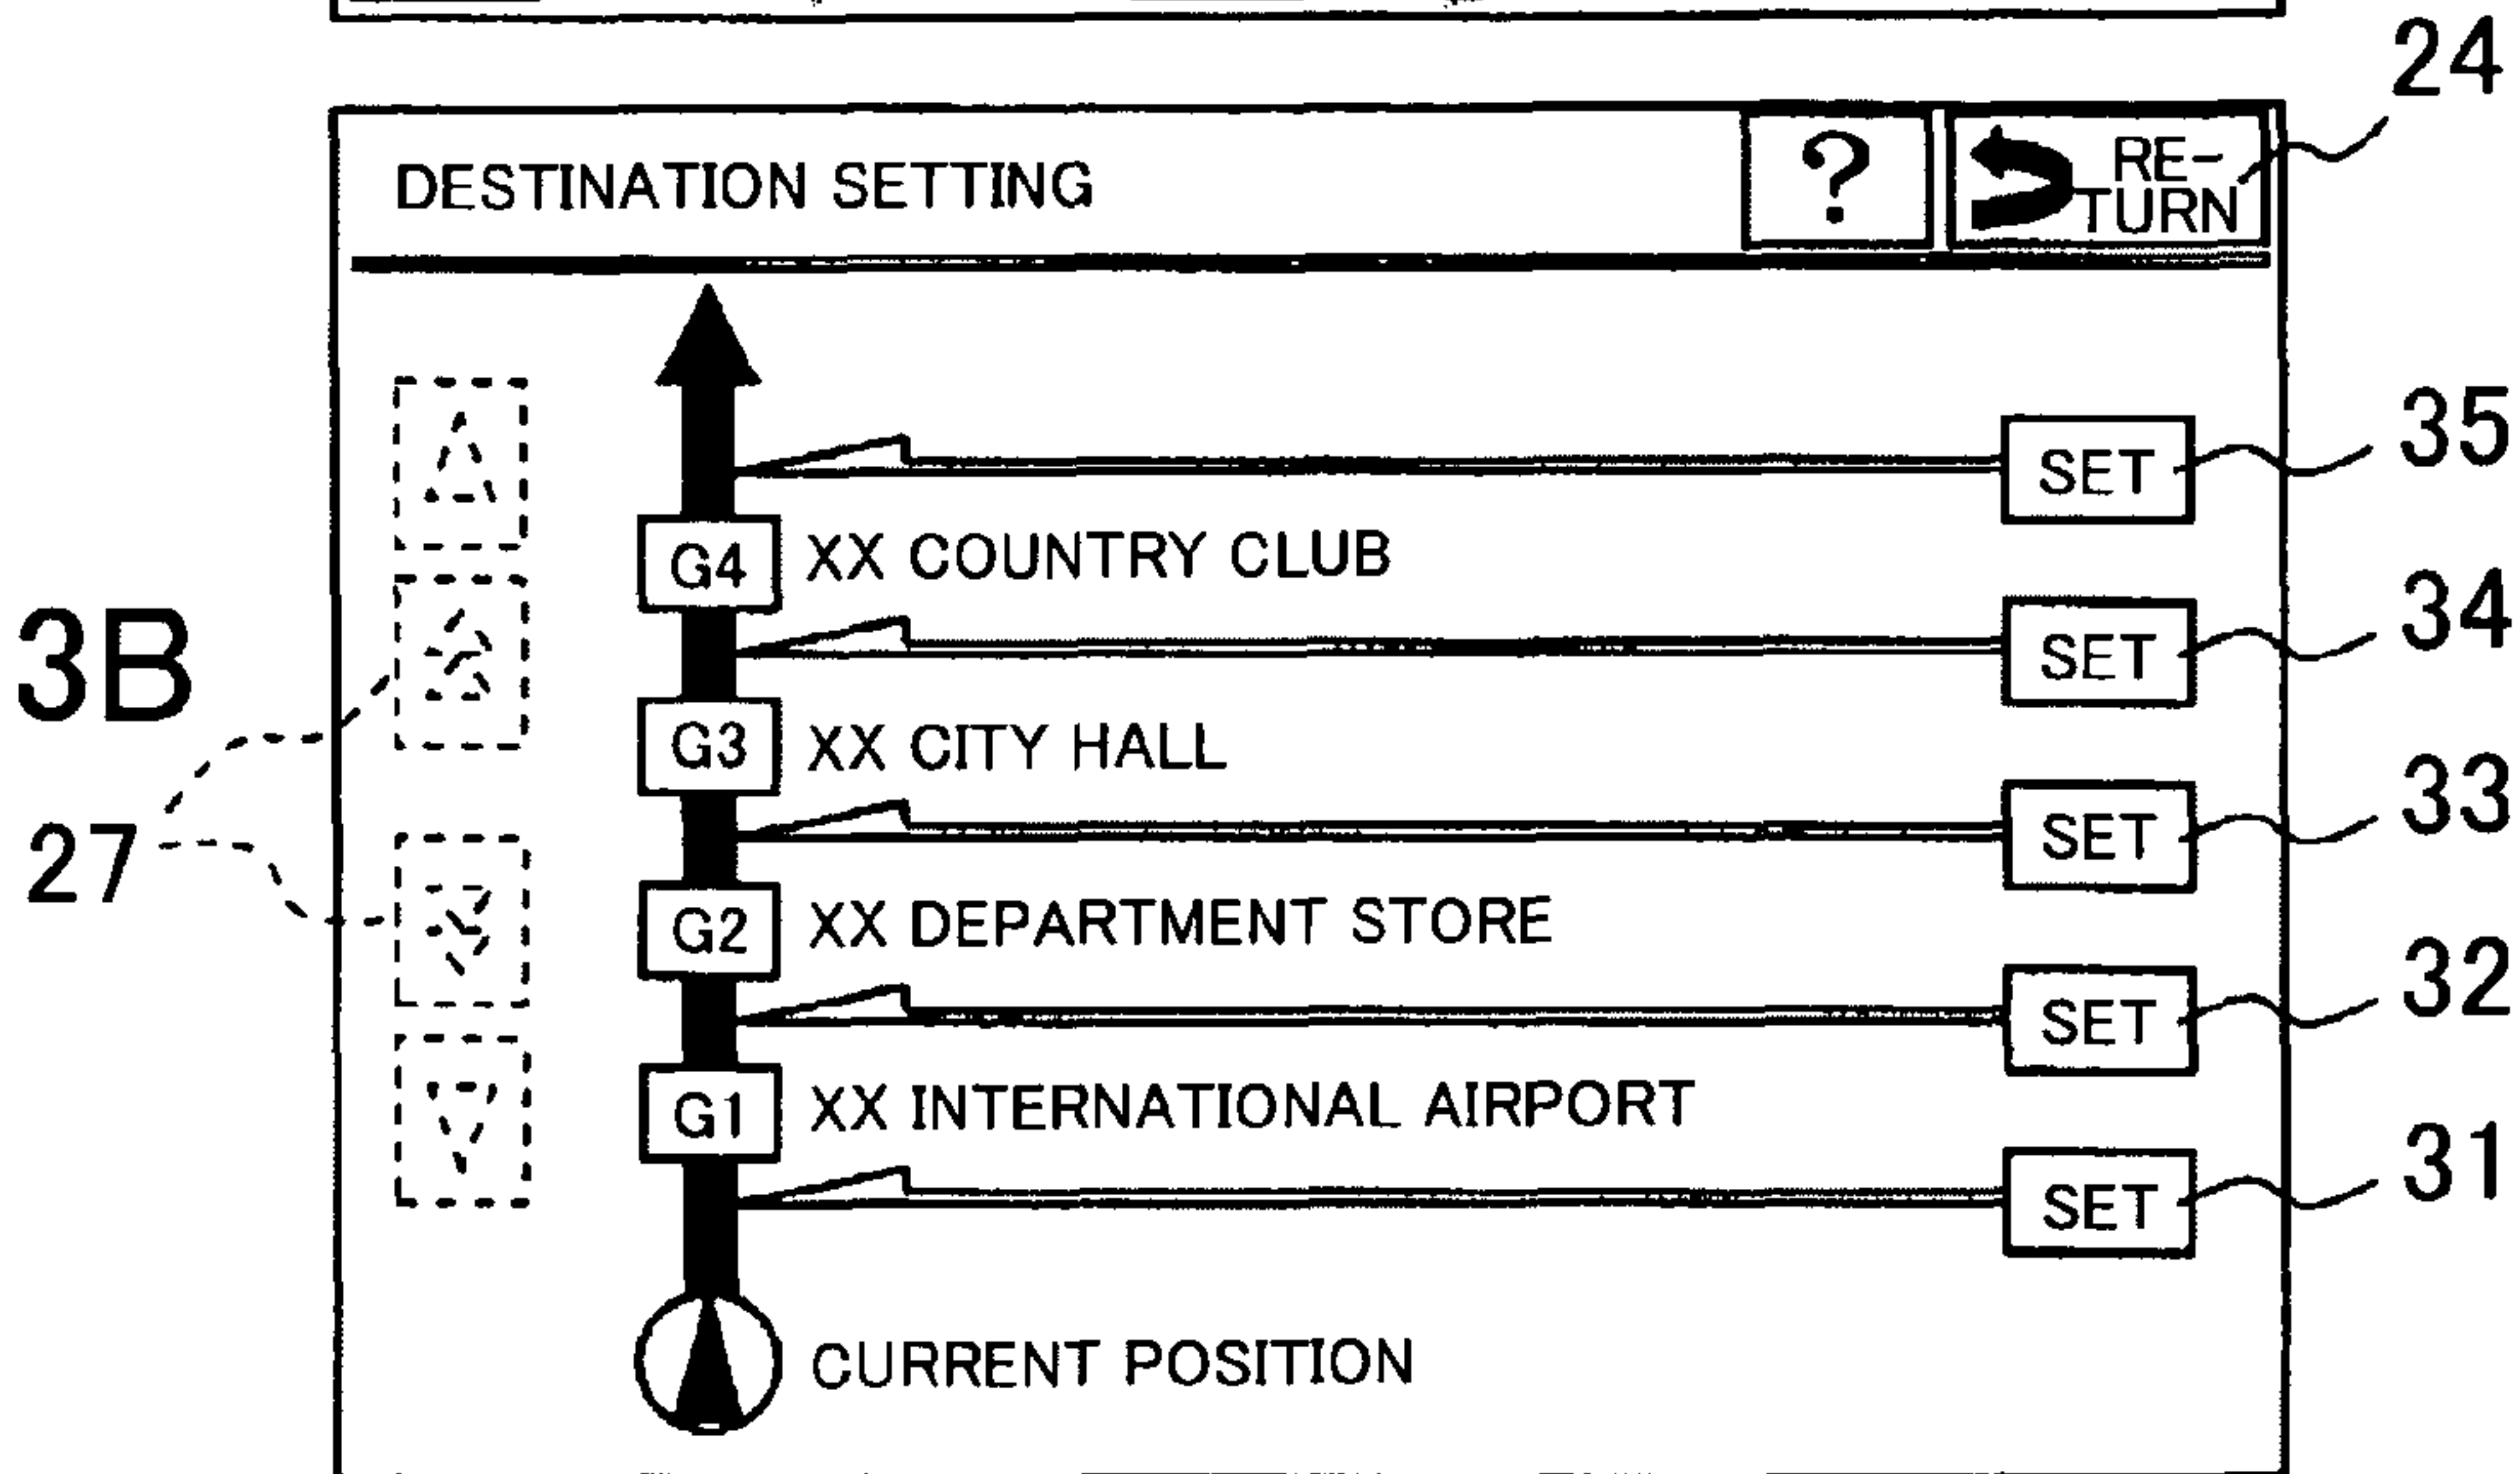 24
DESTINATION SETTING ? RE-
TURN
SET 35
G4 XX COUNTRY CLUB
SET 34
3B
G3 XX CITY HALL
SET 33
27
G2 XX DEPARTMENT STORE
SET 32
G1 XX INTERNATIONAL AIRPORT
SET 31
CURRENT POSITION